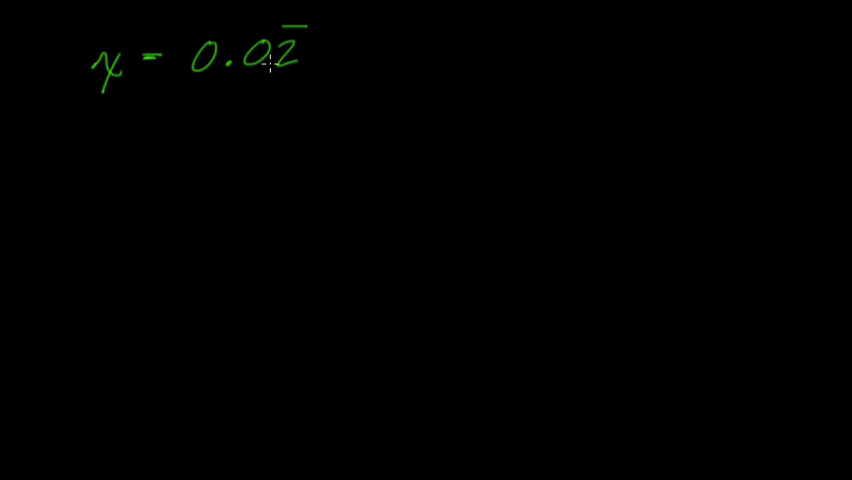 x = 0.02̅